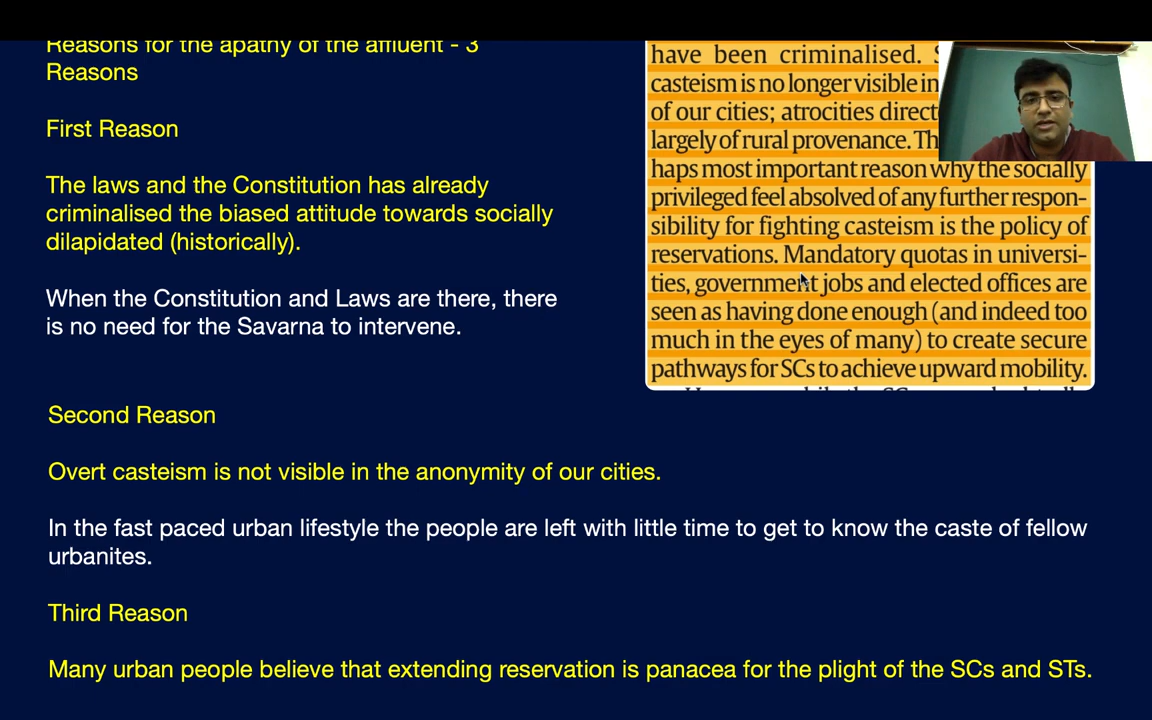 Reasons for the apathy of the affluent - 3
Reasons
First Reason
The laws and the Constitution has already
criminalised the biased attitude towards socially
dilapidated (historically).
When the Constitution and Laws are there, there
is no need for the Savarna to intervene.
have been criminalised. S
casteism is no longer visible in
of our cities; atrocities direct
largely of rural provenance. Th
haps most important reason why the socially
privileged feel absolved of any further respon-
sibility for fighting casteism is the policy of
reservations. Mandatory quotas in universi-
ties, government jobs and elected offices are
seen as having done enough (and indeed too
much in the eyes of many) to create secure
pathways for SCs to achieve upward mobility.
Second Reason
Overt casteism is not visible in the anonymity of our cities.
In the fast paced urban lifestyle the people are left with little time to get to know the caste of fellow
urbanites.
Third Reason
Many urban people believe that extending reservation is panacea for the plight of the SCs and STs.